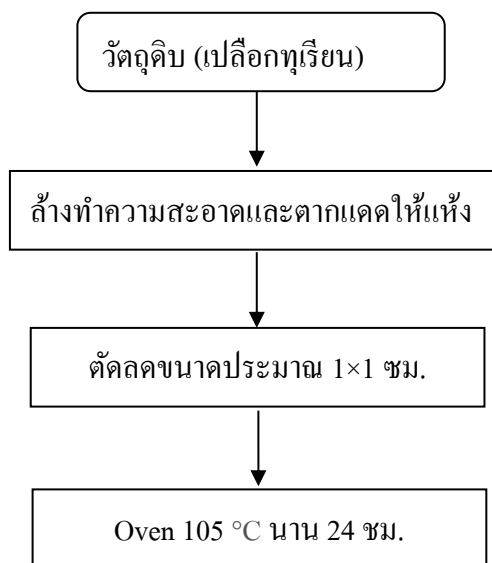 วัตถุดิบ (เปลือกทุเรียน)
ล้างทำความสะอาดและตากแดดให้แห้ง
ตัดลดขนาดประมาณ 1×1 ซม.
Oven 105 °C นาน 24 ชม.